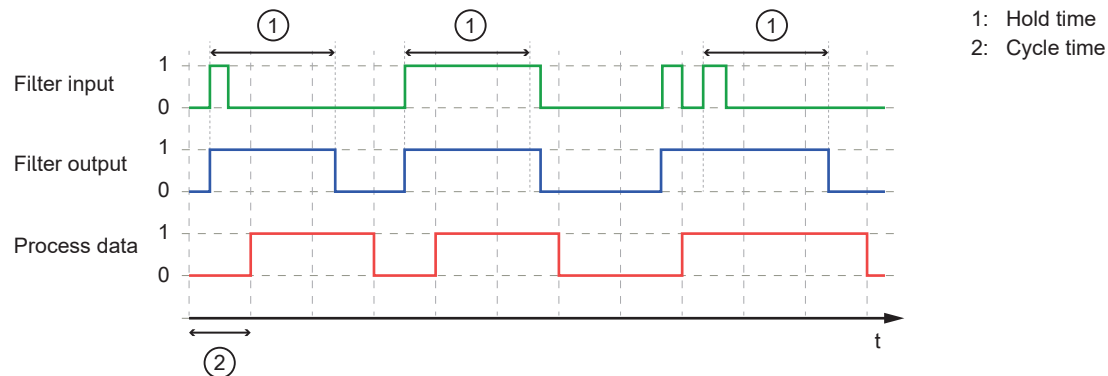 1 1 1
1: Hold time
2: Cycle time
Filter input
1
0
Filter output
1
0
Process data
1
0
t
2